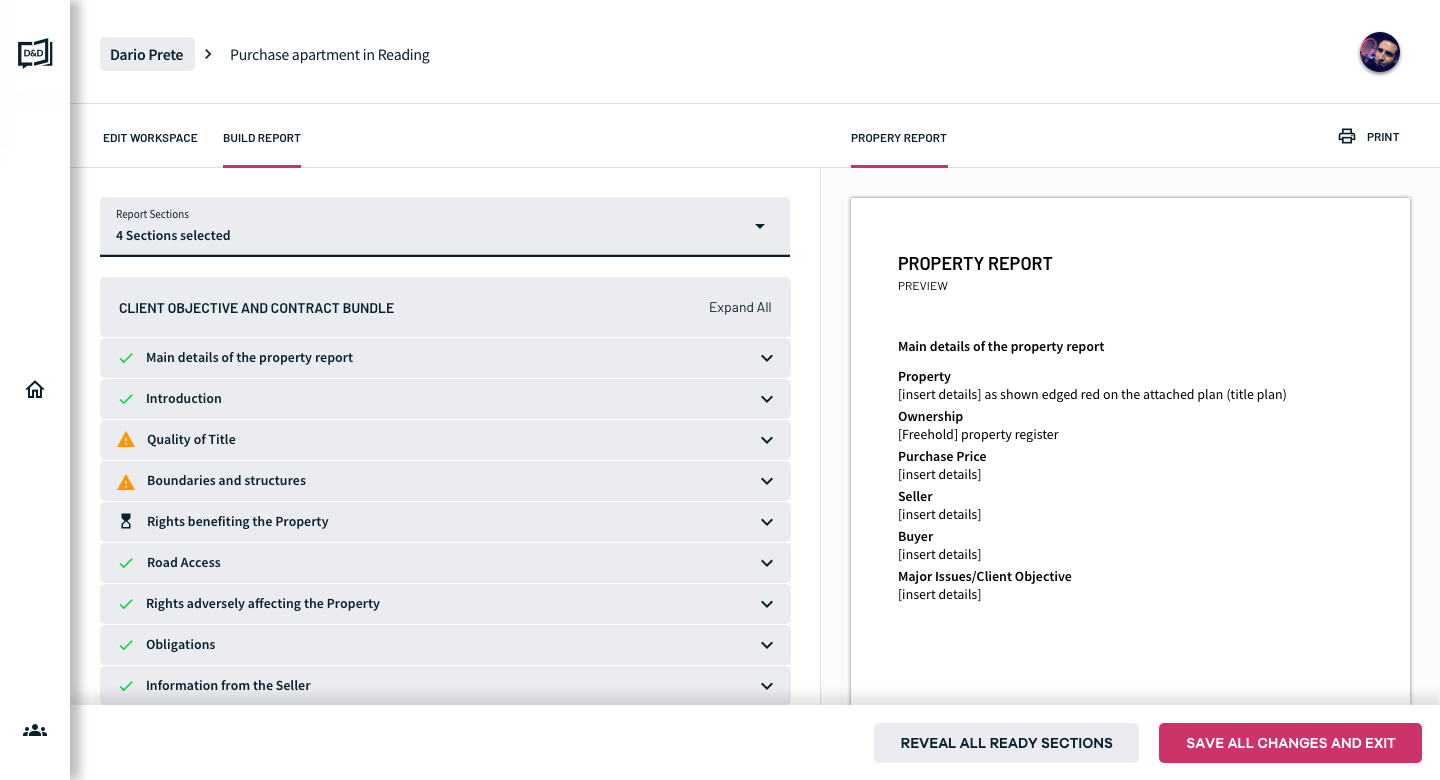 D&D
Dario Prete
Purchase apartment in Reading
EDIT WORKSPACE
BUILD REPORT
PROPERY REPORT
PRINT
Report Sections
4 Sections selected
CLIENT OBJECTIVE AND CONTRACT BUNDLE
Expand All
Main details of the property report
Introduction
Quality of Title
Boundaries and structures
Rights benefiting the Property
Road Access
Rights adversely affecting the Property
Obligations
Information from the Seller
PROPERTY REPORT
PREVIEW
Main details of the property report
Property
[insert details] as shown edged red on the attached plan (title plan)
Ownership
[Freehold] property register
Purchase Price
[insert details]
Seller
[insert details]
Buyer
[insert details]
Major Issues/Client Objective
[insert details]
REVEAL ALL READY SECTIONS
SAVE ALL CHANGES AND EXIT